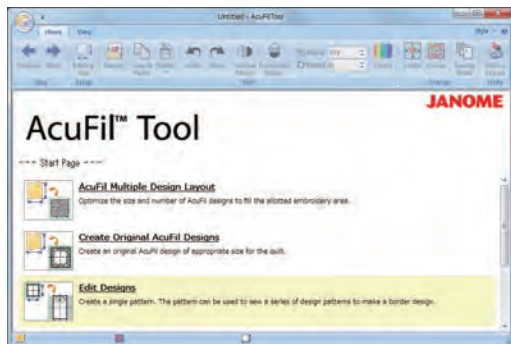 Untitled - AcuFilTool
Home View
Style
JANOME
AcuFil™ Tool
--- Start Page ---
AcuFil Multiple Design Layout
Optimize the size and number of AcuFil designs to fill the allotted embroidery area.
Create Original AcuFil Designs
Create an original AcuFil design of appropriate size for the quilt.
Edit Designs
Create a single pattern. The pattern can be used to sew a series of design patterns to make a border design.